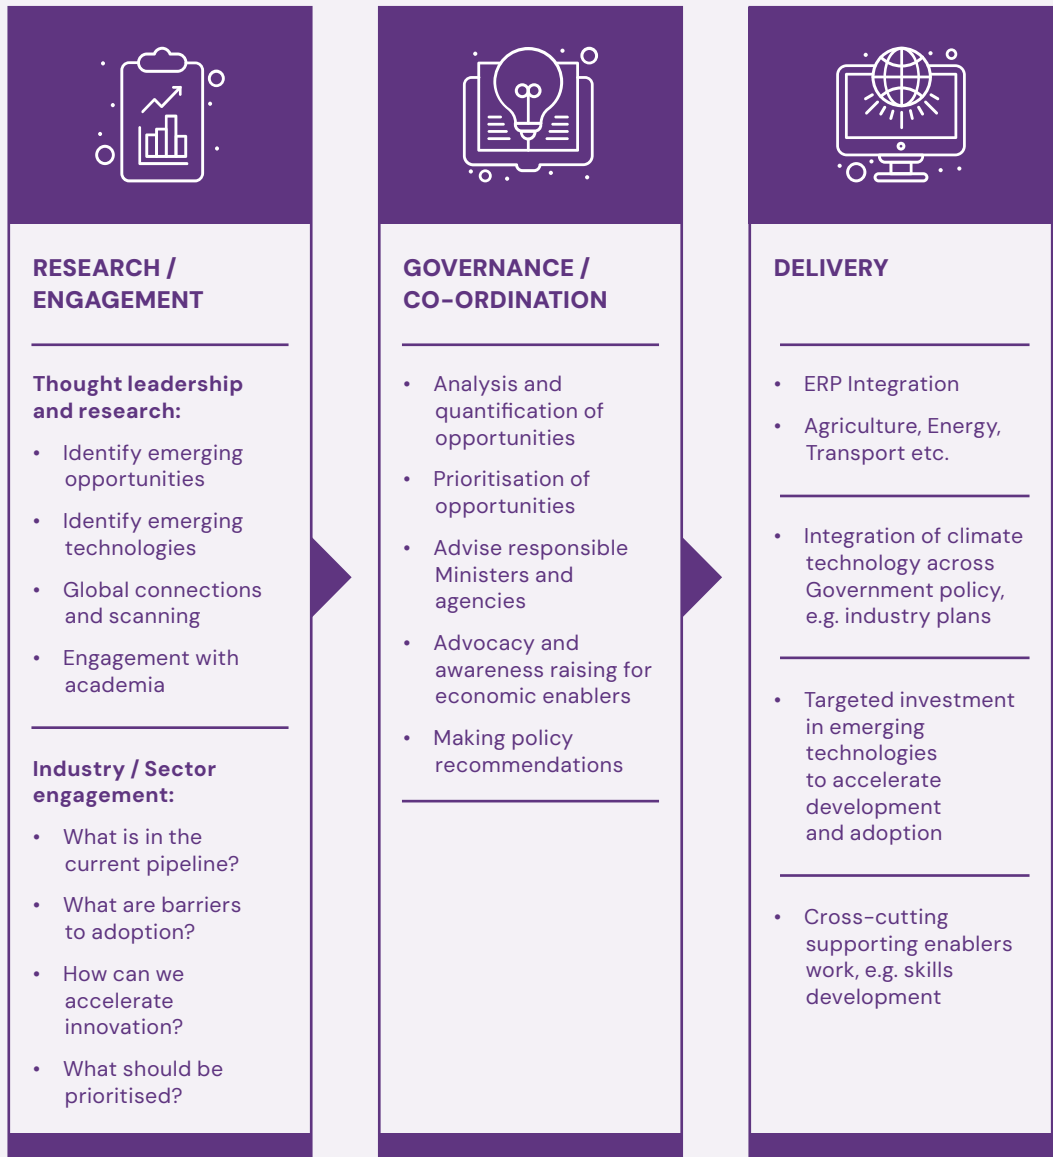 RESEARCH /
ENGAGEMENT
Thought leadership
and research:
• Identify emerging
opportunities
• Identify emerging
technologies
• Global connections
and scanning
• Engagement with
academia
Industry / Sector
engagement:
• What is in the
current pipeline?
• What are barriers
to adoption?
• How can we
accelerate
innovation?
• What should be
prioritised?
GOVERNANCE /
CO-ORDINATION
• Analysis and
quantification of
opportunities
• Prioritisation of
opportunities
• Advise responsible
Ministers and
agencies
• Advocacy and
awareness raising for
economic enablers
• Making policy
recommendations
DELIVERY
• ERP Integration
• Agriculture, Energy,
Transport etc.
• Integration of climate
technology across
Government policy,
e.g. industry plans
• Targeted investment
in emerging
technologies
to accelerate
development
and adoption
• Cross-cutting
supporting enablers
work, e.g. skills
development